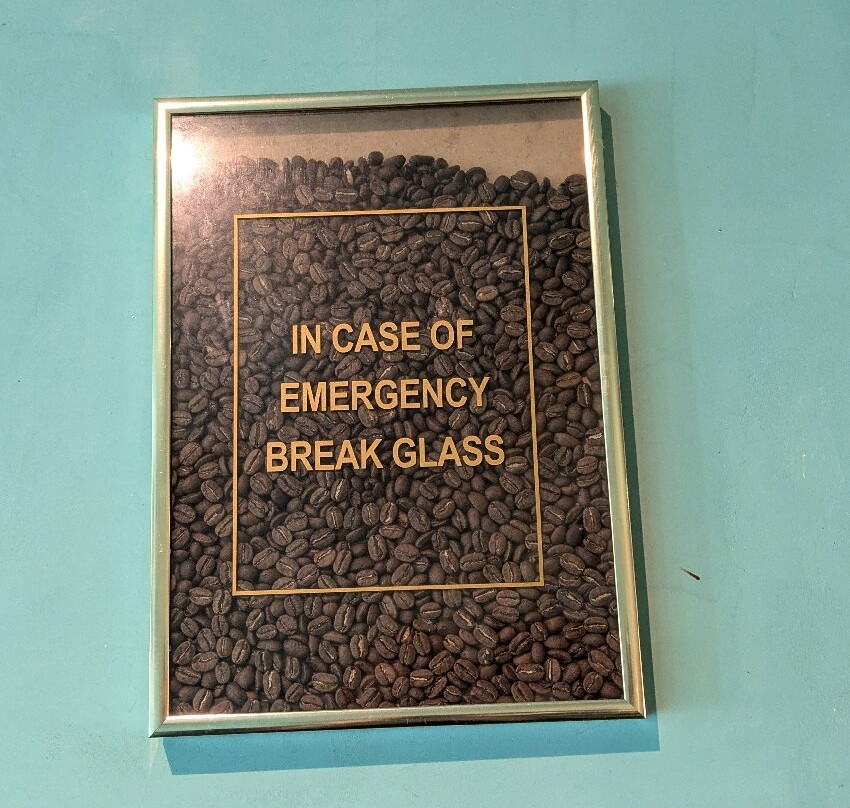 IN CASE OF
EMERGENCY
BREAK GLASS